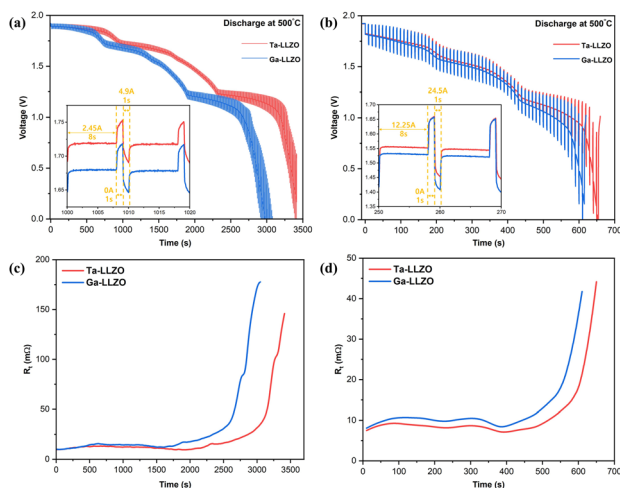 (a)
Discharge at 500°C
Ta-LLZO
Ga-LLZO
Voltage (V)
2.0
1.5
1.0
0.5
2.0
0 500 1000 1500 2000 2500 3000 3500
Time (s)
4.9A
1s
2.45A
8s
0A
1s
1.75
1.70
1.65
1000 1005 1010 1015 1020
(b)
Discharge at 500°C
Ta-LLZO
Ga-LLZO
Voltage (V)
2.0
1.5
1.0
0.5
0.0
0 100 200 300 400 500 600 700
Time (s)
24.5A
1s
12.25A
8s
0A
1s
1.70
1.65
1.60
1.55
1.50
1.45
1.40
1.35
250 260 270
(c)
Ta-LLZO
Ga-LLZO
Rt (mΩ)
200
150
100
50
0
0 500 1000 1500 2000 2500 3000 3500
Time (s)
(d)
Ta-LLZO
Ga-LLZO
Rt (mΩ)
50
40
30
20
10
0
0 100 200 300 400 500 600 700
Time (s)